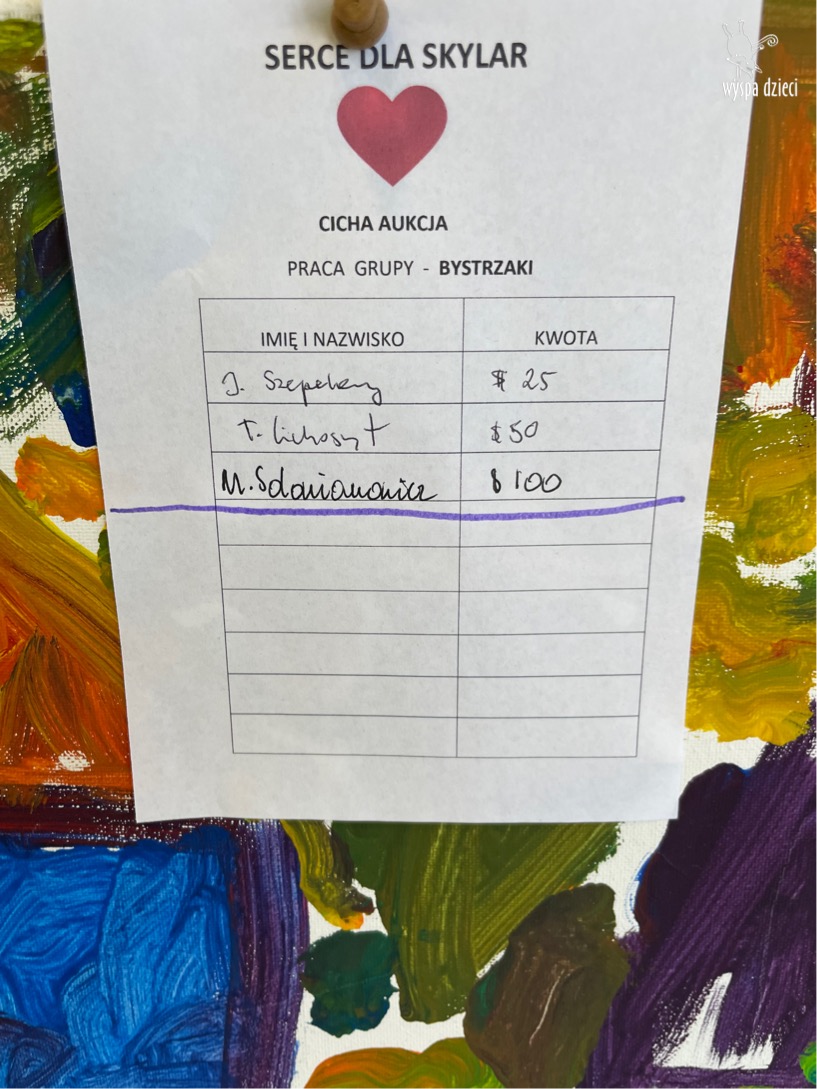 SERCE DLA SKYLAR
wyspa dzieci
CICHA AUKCJA
PRACA GRUPY - BYSTRZAKI
IMIĘ I NAZWISKO KWOTA
J. $ 25
T. $ 50
M. $ 100